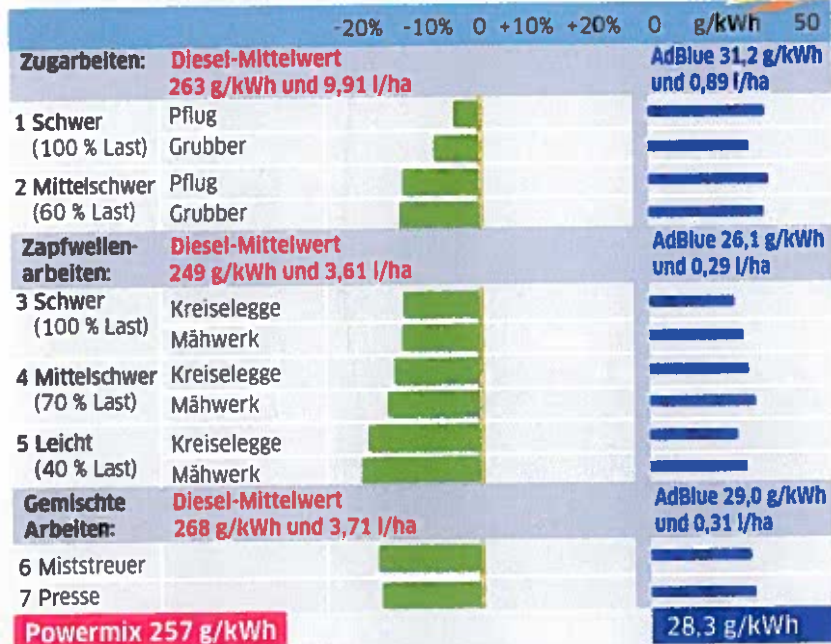 -20% -10% 0 +10% +20% 0 g/kWh 50
Zugarbeiten: Diesel-Mittelwert AdBlue 31,2 g/kWh
263 g/kWh und 9,91 l/ha und 0,89 l/ha
1 Schwer Pflug
(100 % Last) Grubber
2 Mittelschwer Pflug
(60 % Last) Grubber
Zapfwellen- Diesel-Mittelwert AdBlue 26,1 g/kWh
arbeiten: 249 g/kWh und 3,61 l/ha und 0,29 l/ha
3 Schwer Kreiselegge
(100 % Last) Mähwerk
4 Mittelschwer Kreiselegge
(70 % Last) Mähwerk
5 Leicht Kreiselegge
(40 % Last) Mähwerk
Gemischte Diesel-Mittelwert AdBlue 29,0 g/kWh
Arbeiten: 268 g/kWh und 3,71 l/ha und 0,31 l/ha
6 Miststreuer
7 Presse
Powermix 257 g/kWh 28,3 g/kWh